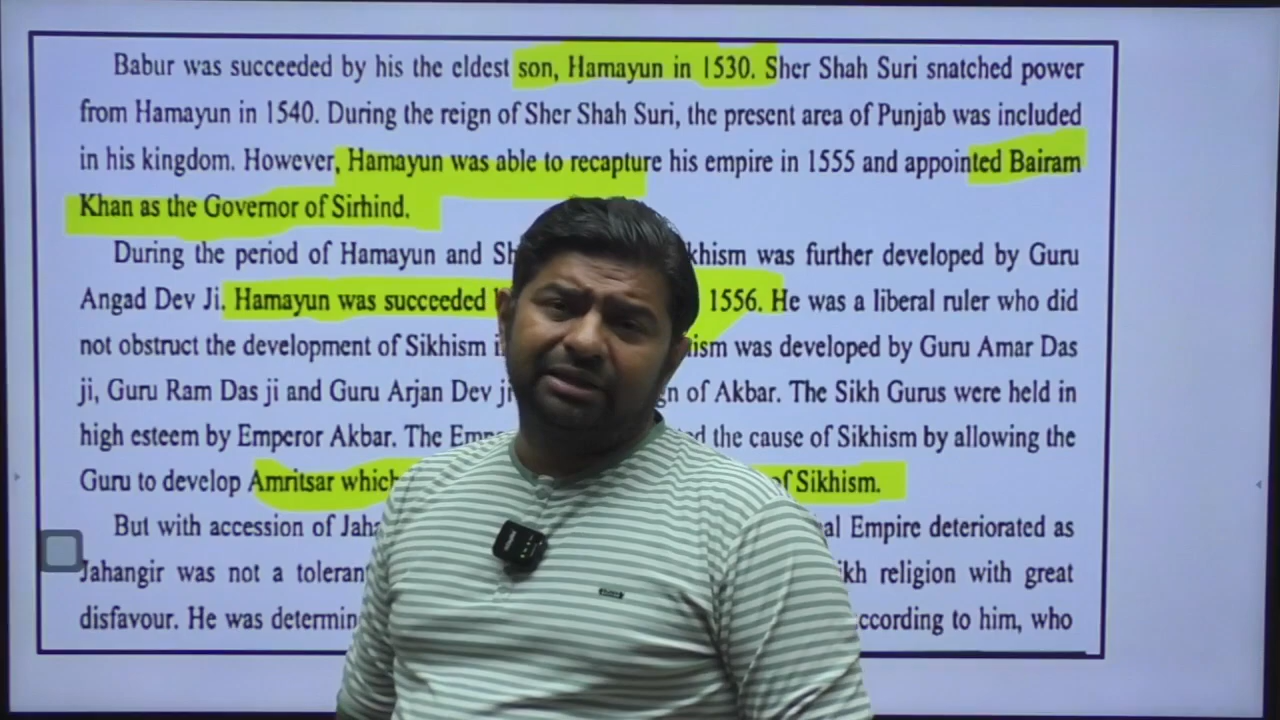 Babur was succeeded by his the eldest son, Hamayun in 1530. Sher Shah Suri snatched power
from Hamayun in 1540. During the reign of Sher Shah Suri, the present area of Punjab was included
in his kingdom. However, Hamayun was able to recapture his empire in 1555 and appointed Bairam
Khan as the Governor of Sirhind.
During the period of Hamayun and khism was further developed by Guru
Angad Dev Ji. Hamayun was succeeded 1556. He was a liberal ruler who did
not obstruct the development of Sikhism ism was developed by Guru Amar Das
ji, Guru Ram Das ji and Guru Arjan Dev ji gn of Akbar. The Sikh Gurus were held in
high esteem by Emperor Akbar. The the cause of Sikhism by allowing the
Guru to develop Amritsar which of Sikhism.
But with accession of al Empire deteriorated as
Jahangir was not a toleran ikh religion with great
disfavour. He was determin ccording to him, who